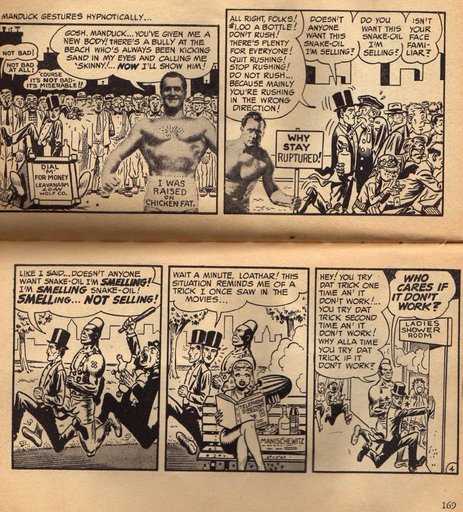 MANDUCK GESTURES HYPNOTICALLY...
NOT BAD!
NOT BAD
AT ALL!
'COURSE
IT'S NOT BAD-
IT'S MISERABLE!!
GOSH, MANDUCK...YOU'VE GIVEN ME A
NEW BODY! THERE'S A BULLY AT THE
BEACH WHO'S ALWAYS BEEN KICKING
SAND IN MY EYES AND CALLING ME
'SKINNY'!... NOW I'LL SHOW HIM!
DIAL
"M"
FOR MONEY
LEAVANARM
WOLF CO.
I WAS
RAISED
ON
CHICKEN FAT.
ALL RIGHT, FOLKS!
$1.00 A BOTTLE!
DON'T RUSH!
THERE'S PLENTY
FOR EVERYONE!
QUIT RUSHING!
STOP RUSHING!
DO NOT RUSH...
BECAUSE MAINLY
YOU'RE RUSHING
IN THE WRONG
DIRECTION!
WHY
STAY
RUPTURED!
DOESN'T
ANYONE
WANT THIS
SNAKE-OIL
I'M
SELLING?
DO YOU
WANT THIS
SNAKE-OIL
I'M
SELLING?
ISN'T
YOUR
FACE
FAMI-
LIAR?
LIKE I SAID...DOESN'T ANYONE
WANT SNAKE-OIL I'M SMELLING!
I'M SMELLING SNAKE-OIL!
SMELLING... NOT SELLING!
WAIT A MINUTE, LOATHAR! THIS
SITUATION REMINDS ME OF A
TRICK I ONCE SAW IN THE
MOVIES...
MANISCHEWITZ
HEY! YOU TRY
DAT TRICK ONE
TIME AN' IT
DON'T WORK!...
YOU TRY DAT
TRICK SECOND
TIME AN' IT
DON'T WORK!
WHY ALLA TIME
YOU TRY DAT
TRICK IF IT
DON'T WORK?
WHO
CARES IF
IT DON'T
WORK?
LADIES
SHOWER
ROOM
4
169